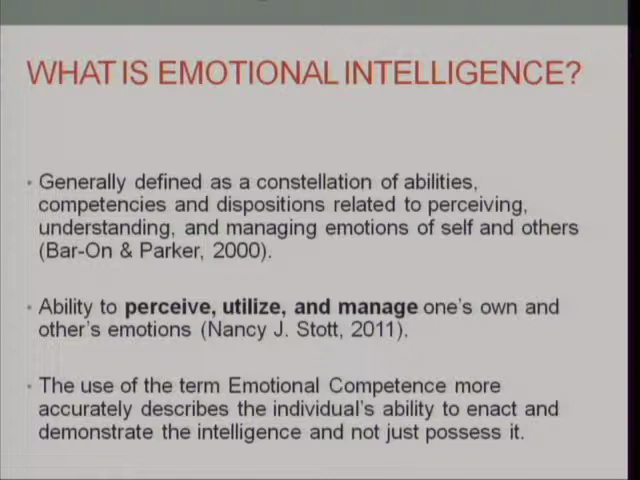 WHAT IS EMOTIONAL INTELLIGENCE?
• Generally defined as a constellation of abilities,
competencies and dispositions related to perceiving,
understanding, and managing emotions of self and others
(Bar-On & Parker, 2000).
• Ability to perceive, utilize, and manage one's own and
other's emotions (Nancy J. Stott, 2011).
• The use of the term Emotional Competence more
accurately describes the individual's ability to enact and
demonstrate the intelligence and not just possess it.